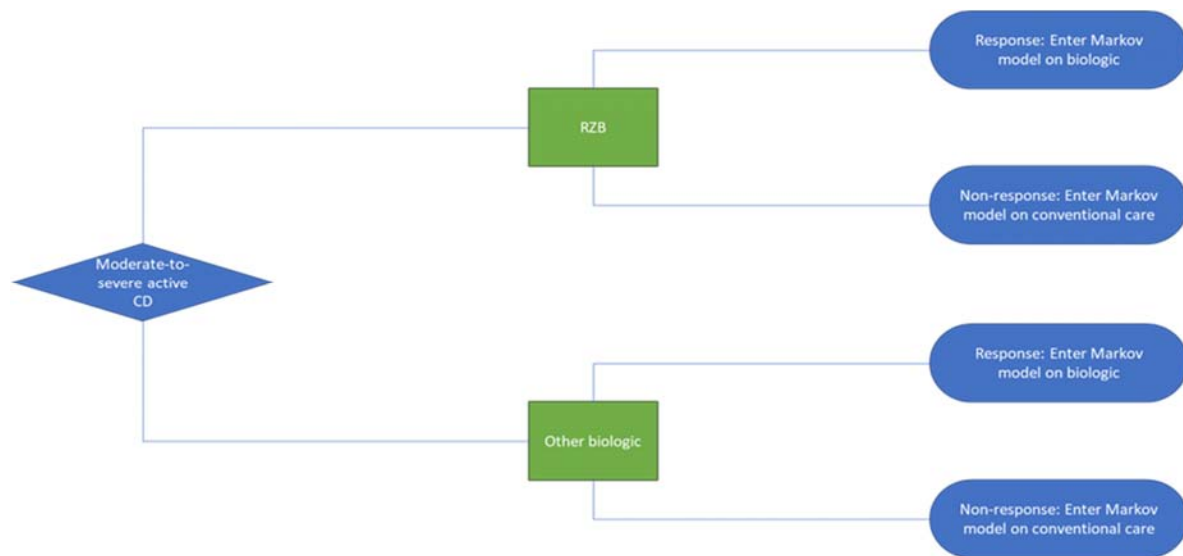 Response: Enter Markov
model on biologic
RZB
Non-response: Enter Markov
model on conventional care
Moderate-to-
severe active
CD
Response: Enter Markov
model on biologic
Other biologic
Non-response: Enter Markov
model on conventional care